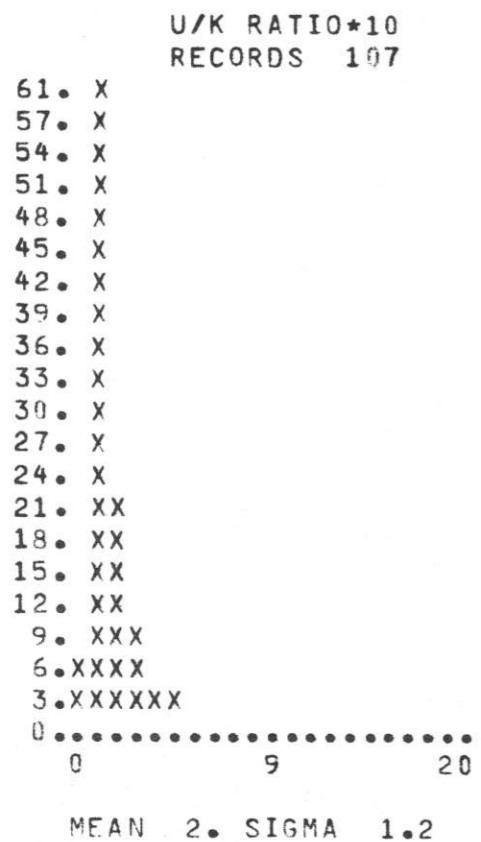 U/K RATIO*10
RECORDS 107
61. X
57. X
54. X
51. X
48. X
45. X
42. X
39. X
36. X
33. X
30. X
27. X
24. X
21. XX
18. XX
15. XX
12. XX
9. XXX
6.XXXX
3.XXXXXX
0......................
0 9 20
MEAN 2. SIGMA 1.2